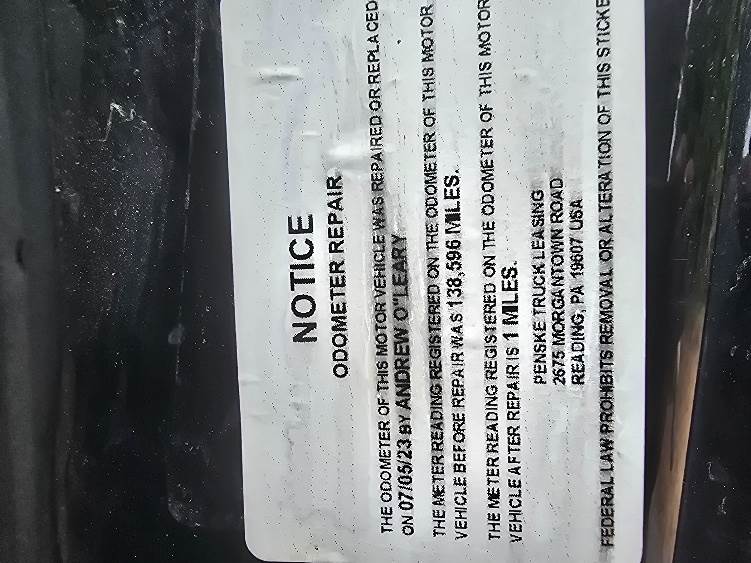 NOTICE
ODOMETER REPAIR
THE ODOMETER OF THIS MOTOR VEHICLE WAS REPAIRED OR REPLACED
ON 07/05/23 BY ANDREW O"LEARY
THE METER READING REGISTERED ON THE ODOMETER OF THIS MOTOR
VEHICLE BEFORE REPAIR WAS 138,596 MILES.
THE METER READING REGISTERED ON THE ODOMETER OF THIS MOTOR
VEHICLE AFTER REPAIR IS 1 MILES.
PENSKE TRUCK LEASING
2675 MORGANTOWN ROAD
READING, PA 19607 USA
FEDERAL LAW PROHIBITS REMOVAL OR ALTERATION OF THIS STICKE